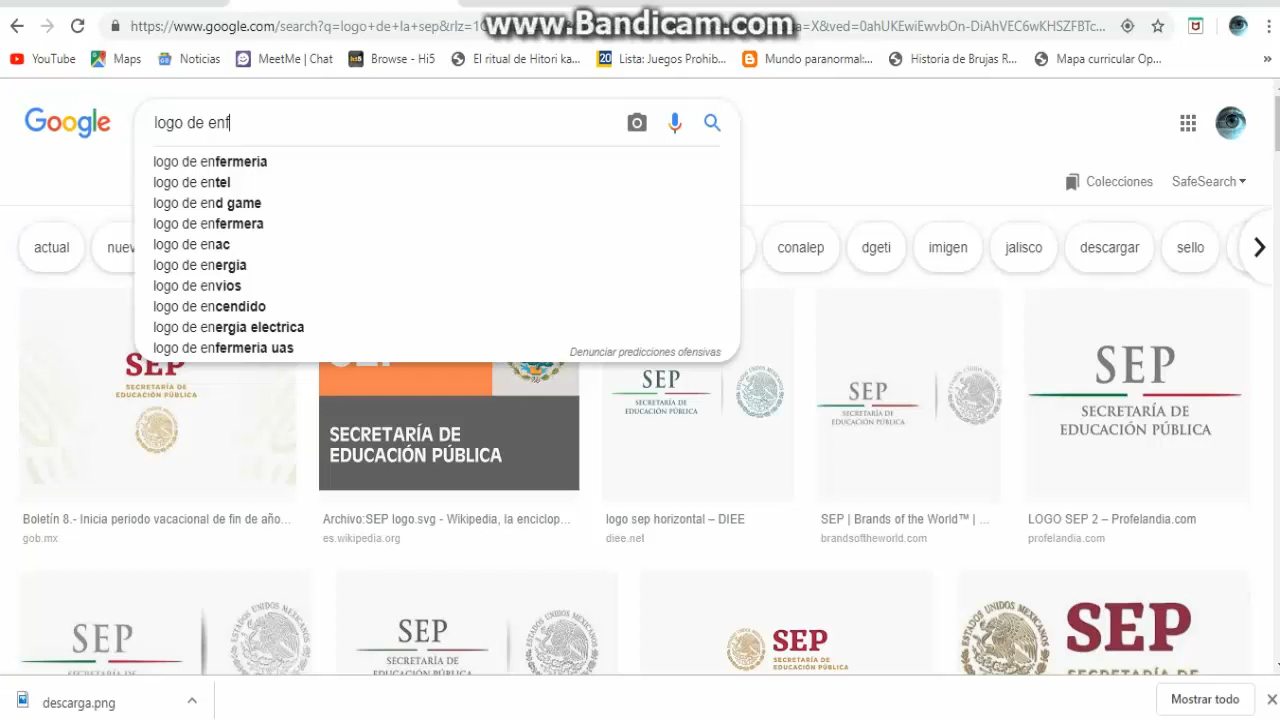 www.Bandicam.com
https://www.google.com/search?q=logo+de+la+sep&rlz=1C
a=X&ved=0ahUKEwiEwvbOn-DiAhVEC6wKHSZFBTc...
YouTube
Maps
Noticias
MeetMe | Chat
Browse - Hi5
El ritual de Hitori ka...
20
Lista: Juegos Prohib...
Mundo paranormal:...
Historia de Brujas R...
Mapa curricular Op...
»
Google
logo de enf
logo de enfermeria
logo de entel
logo de end game
logo de enfermera
logo de enac
logo de energia
logo de envios
logo de encendido
logo de energia electrica
logo de enfermeria uas
Denunciar predicciones ofensivas
Colecciones
SafeSearch
actual
nuev
conalep
dgeti
imigen
jalisco
descargar
sello
SEP
SECRETARÍA DE
EDUCACIÓN PÚBLICA
SECRETARÍA DE
EDUCACIÓN PÚBLICA
SEP
SECRETARÍA DE
EDUCACIÓN PÚBLICA
SEP
SECRETARÍA DE
EDUCACIÓN PÚBLICA
SEP
SECRETARÍA DE
EDUCACIÓN PÚBLICA
Boletín 8.- Inicia periodo vacacional de fin de año...
gob.mx
Archivo:SEP logo.svg - Wikipedia, la enciclop...
es.wikipedia.org
logo sep horizontal – DIEE
diee.net
SEP | Brands of the World™ | ...
brandsoftheworld.com
LOGO SEP 2 – Profelandia.com
profelandia.com
SEP
SEP
SECRETARÍA DE
SEP
SECRETARÍA DE
EDUCACIÓN PÚBLICA
SEP
SECRETARÍA DE
descarga.png
Mostrar todo